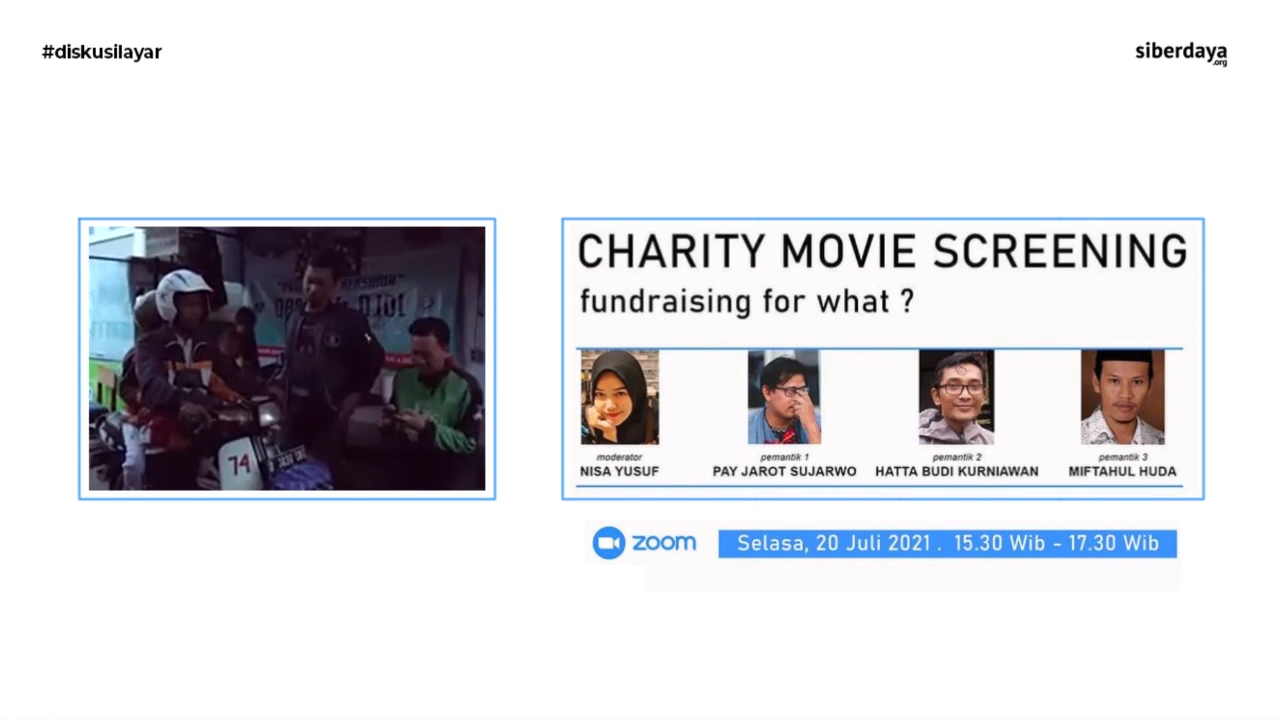 #diskusilayar
siberdaya
.org
74
CHARITY MOVIE SCREENING
fundraising for what ?
moderator
NISA YUSUF
pemantik 1
PAY JAROT SUJARWO
pemantik 2
HATTA BUDI KURNIAWAN
pemantik 3
MIFTAHUL HUDA
zoom
Selasa, 20 Juli 2021 . 15.30 Wib - 17.30 Wib